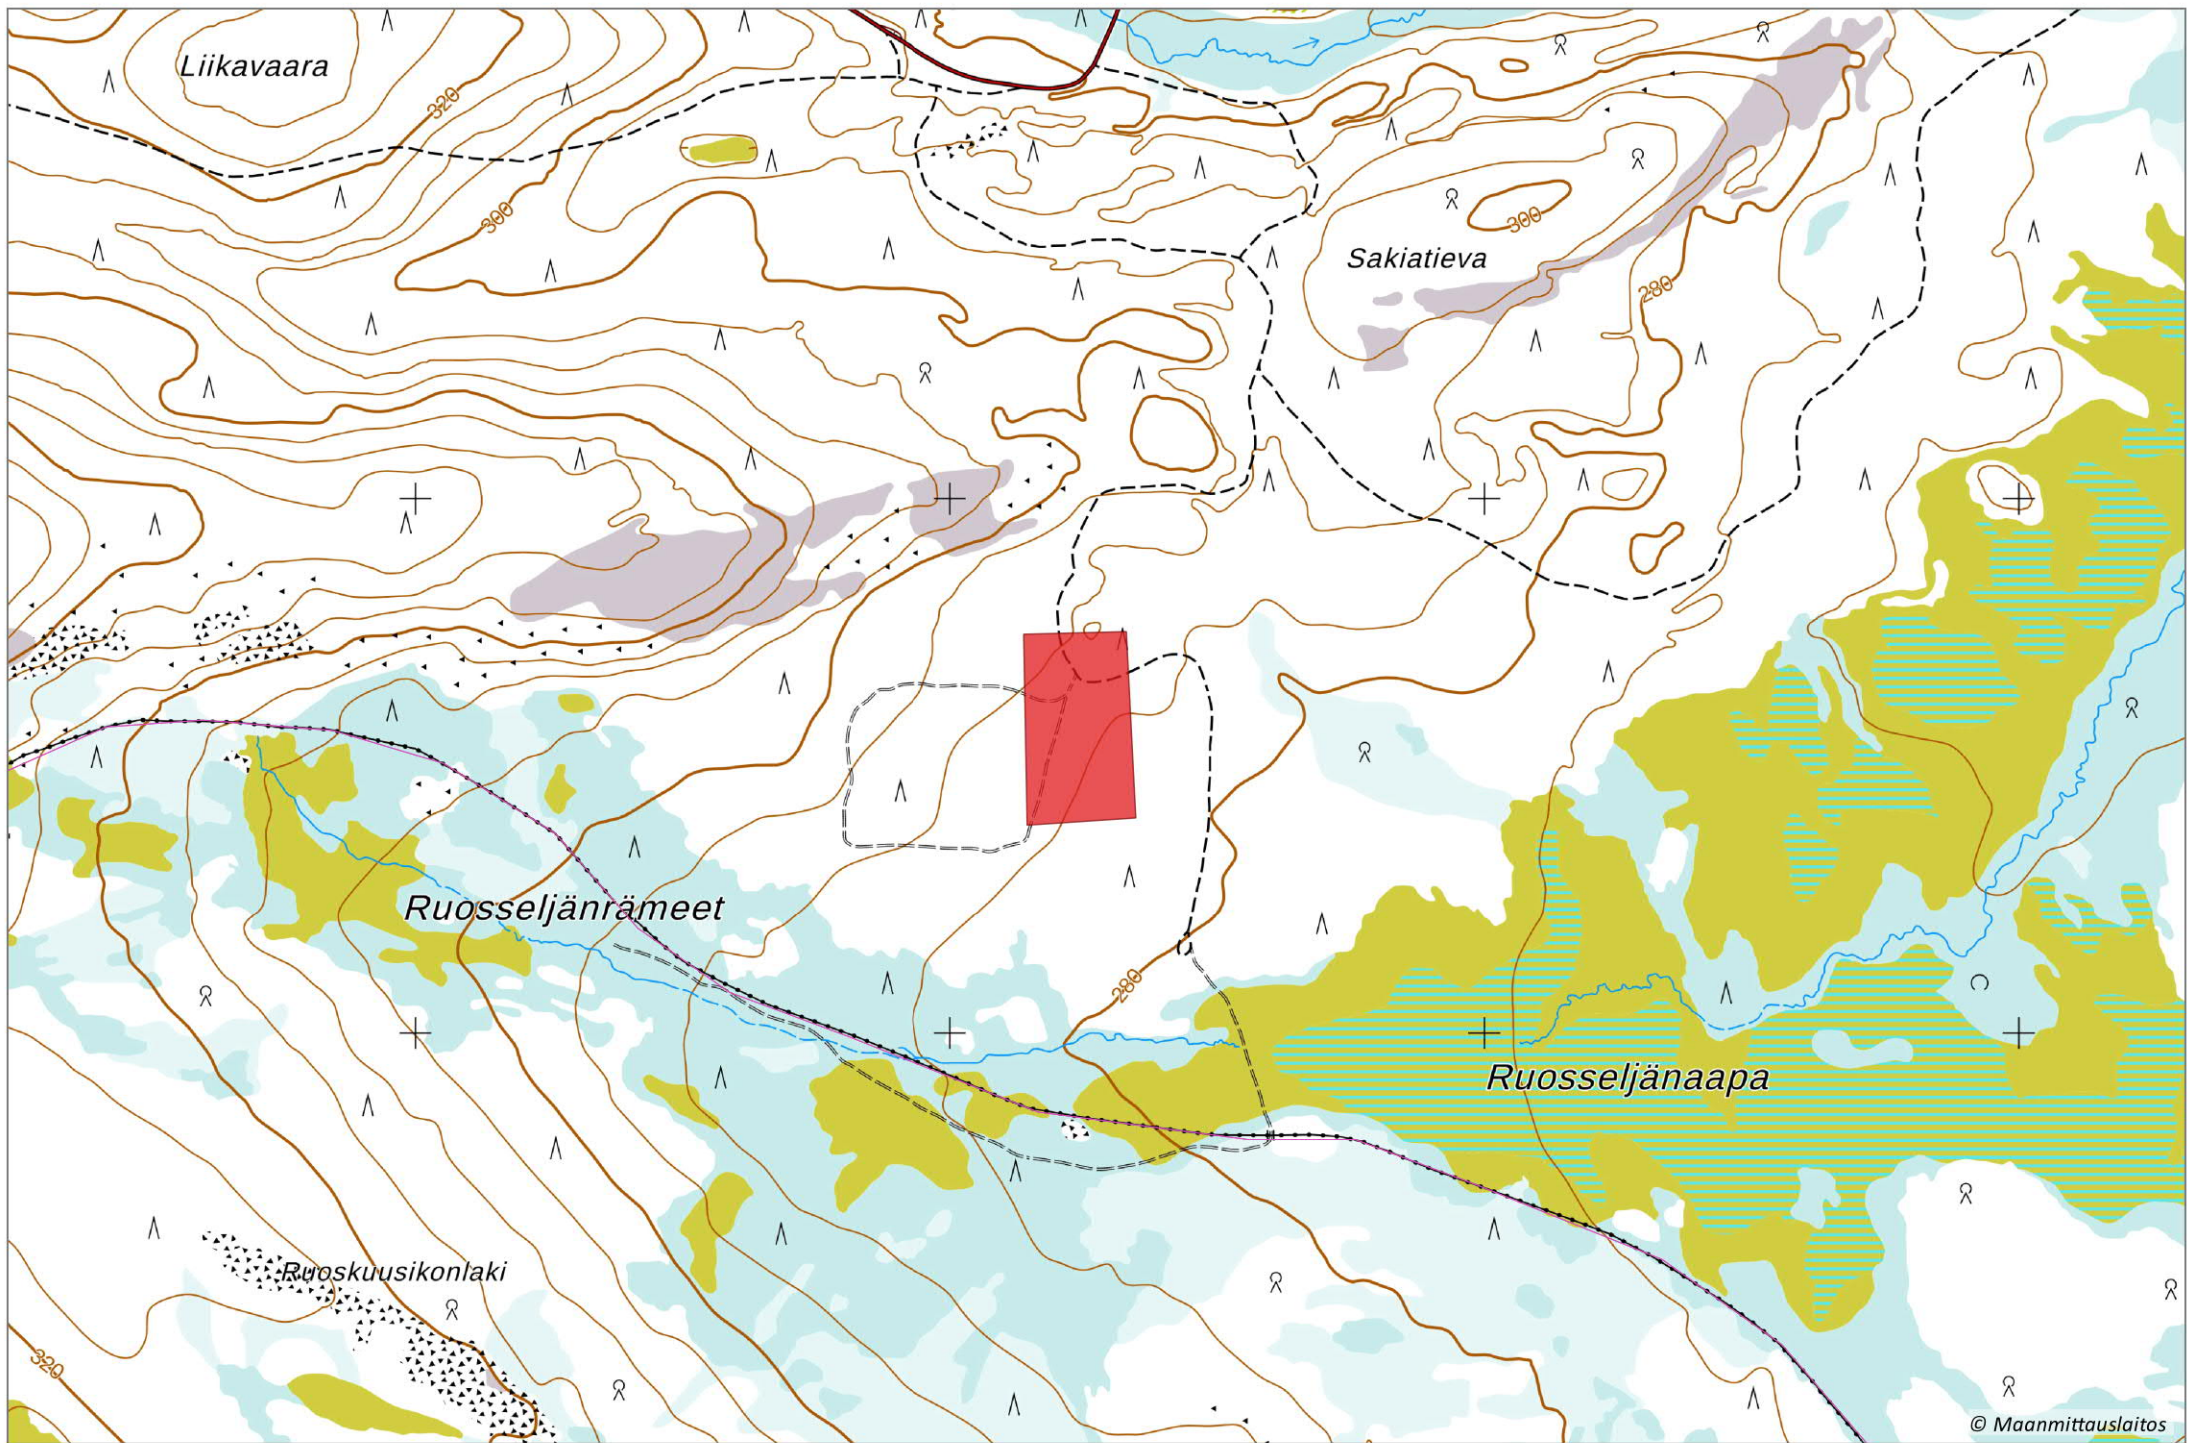 Liikavaara
320
300
300
Sakiatieva
280
Ruosseljänrämeet
280
Ruosseljänaapa
Ruoskuusikonlaki
320
© Maanmittauslaitos